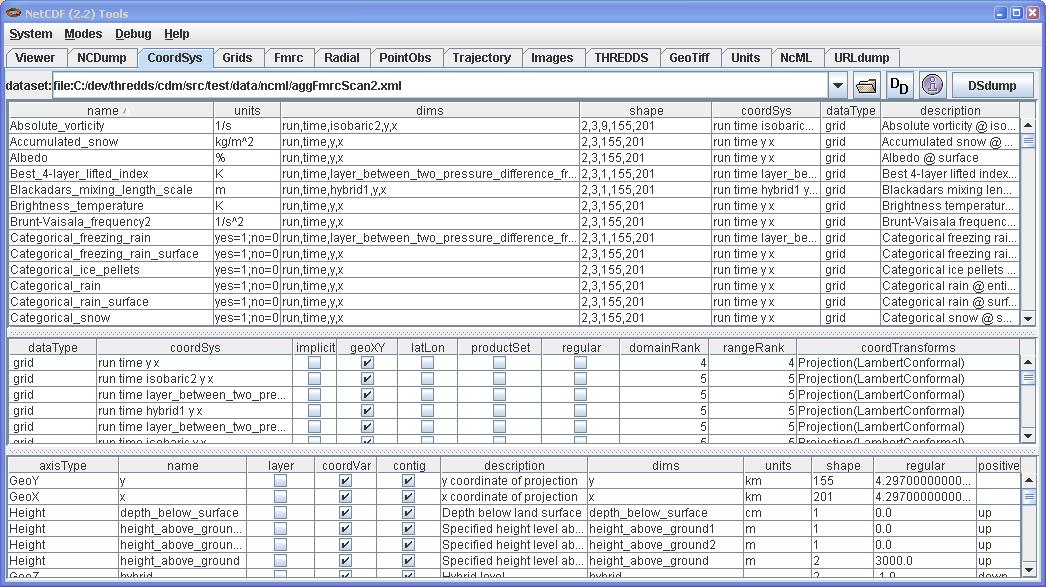 NetCDF (2.2) Tools
System Modes Debug Help
Viewer NCDump CoordSys Grids Fmrc Radial PointObs Trajectory Images THREDDS GeoTiff Units NcML URLdump
dataset: file:C:/dev/thredds/cdm/src/test/data/ncml/aggFmrcScan2.xml DD i DSdump
name units dims shape coordSys dataType description
Absolute_vorticity 1/s run,time,isobaric2,y,x 2,3,9,155,201 run time isobaric... grid Absolute vorticity @ iso...
Accumulated_snow kg/m^2 run,time,y,x 2,3,155,201 run time y x grid Accumulated snow @ ...
Albedo % run,time,y,x 2,3,155,201 run time y x grid Albedo @ surface
Best_4-layer_lifted_index K run,time,layer_between_two_pressure_difference_fr... 2,3,1,155,201 run time layer_be... grid Best 4-layer lifted index...
Blackadars_mixing_length_scale m run,time,hybrid1,y,x 2,3,1,155,201 run time hybrid1 y... grid Blackadars mixing len...
Brightness_temperature K run,time,y,x 2,3,155,201 run time y x grid Brightness temperatur...
Brunt-Vaisala_frequency2 1/s^2 run,time,y,x 2,3,155,201 run time y x grid Brunt-Vaisala frequenc...
Categorical_freezing_rain yes=1;no=0 run,time,layer_between_two_pressure_difference_fr... 2,3,1,155,201 run time layer_be... grid Categorical freezing rai...
Categorical_freezing_rain_surface yes=1;no=0 run,time,y,x 2,3,155,201 run time y x grid Categorical freezing rai...
Categorical_ice_pellets yes=1;no=0 run,time,y,x 2,3,155,201 run time y x grid Categorical ice pellets ...
Categorical_rain yes=1;no=0 run,time,y,x 2,3,155,201 run time y x grid Categorical rain @ enti...
Categorical_rain_surface yes=1;no=0 run,time,y,x 2,3,155,201 run time y x grid Categorical rain @ surf...
Categorical_snow yes=1;no=0 run,time,y,x 2,3,155,201 run time y x grid Categorical snow @ s...
dataType coordSys implicit geoXY latLon productSet regular domainRank rangeRank coordTransforms
grid run time y x 4 4 Projection(LambertConformal)
grid run time isobaric2 y x 5 5 Projection(LambertConformal)
grid run time layer_between_two_pre... 5 5 Projection(LambertConformal)
grid run time hybrid1 y x 5 5 Projection(LambertConformal)
grid run time layer_between_two_pre... 5 5 Projection(LambertConformal)
grid run time isobaric y x 5 5 Projection(LambertConformal)
axisType name layer coordVar contig description dims units shape regular positive
GeoY y y coordinate of projection y km 155 4.29700000000...
GeoX x x coordinate of projection x km 201 4.29700000000...
Height depth_below_surface Depth below land surface depth_below_surface cm 1 0.0 up
Height height_above_groun... Specified height level ab... height_above_ground1 m 1 0.0 up
Height height_above_groun... Specified height level ab... height_above_ground2 m 1 0.0 up
Height height_above_ground Specified height level ab... height_above_ground m 2 3000.0 up
GeoZ hybrid Hybrid level hybrid 2 -1.0 down